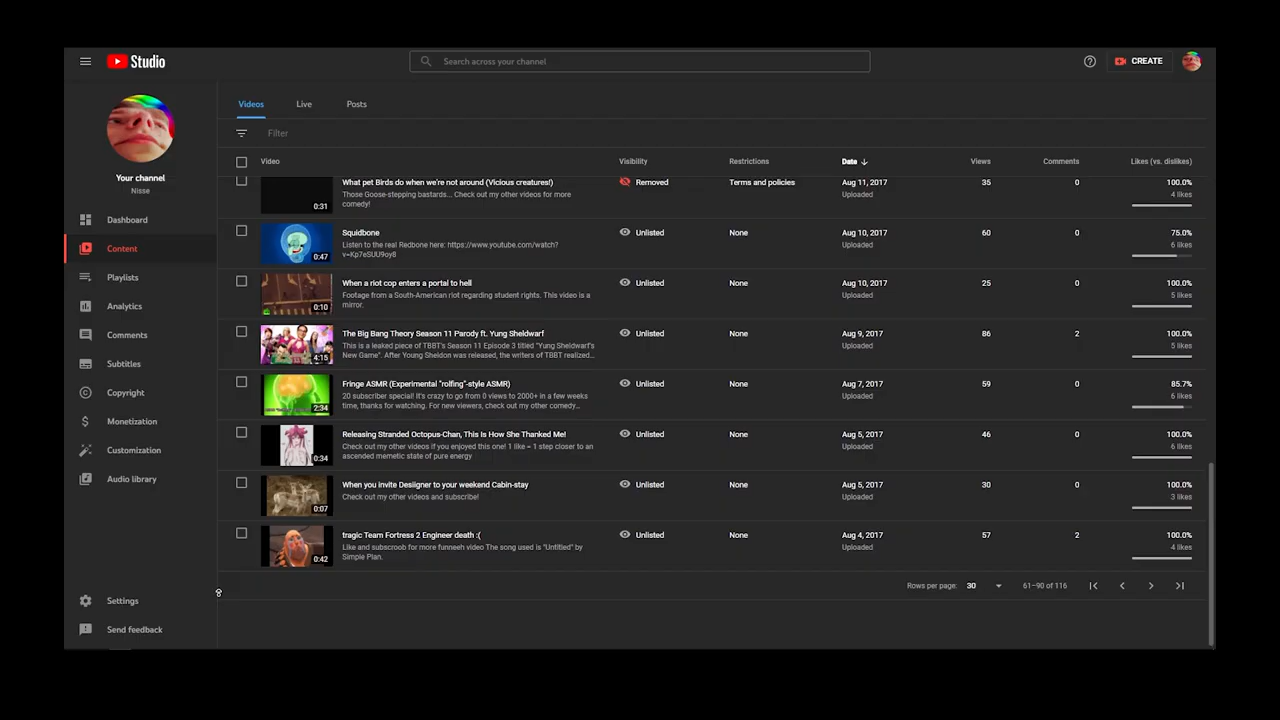 Studio
Search across your channel
CREATE
Your channel
Nisse
Dashboard
Content
Playlists
Analytics
Comments
Subtitles
Copyright
Monetization
Customization
Audio library
Settings
Send feedback
Videos Live Posts
Filter
Video Visibility Restrictions Date Views Comments Likes (vs. dislikes)
What pet Birds do when we're not around (Vicious creatures!) Removed Terms and policies Aug 11, 2017 35 0 100.0%
Those Goose-stepping bastards... Check out my other videos for more Uploaded 4 likes
comedy!
0:31
Squidbone Unlisted None Aug 10, 2017 60 0 75.0%
Listen to the real Redbone here: https://www.youtube.com/watch? Uploaded 6 likes
v=Kp7eSUU9oy8
0:47
When a riot cop enters a portal to hell Unlisted None Aug 10, 2017 25 0 100.0%
Footage from a South-American riot regarding student rights. This video is a Uploaded 5 likes
mirror.
0:10
The Big Bang Theory Season 11 Parody ft. Yung Sheldwarf Unlisted None Aug 9, 2017 86 2 100.0%
This is a leaked piece of TBBT's Season 11 Episode 3 titled "Yung Sheldwarf's Uploaded 5 likes
New Game". After Young Sheldon was released, the writers of TBBT realized...
4:15
Fringe ASMR (Experimental "rolfing"-style ASMR) Unlisted None Aug 7, 2017 59 0 85.7%
20 subscriber special! It's crazy to go from 0 views to 2000+ in a few weeks Uploaded 6 likes
time, thanks for watching. For new viewers, check out my other comedy...
2:34
Releasing Stranded Octopus-Chan, This Is How She Thanked Me! Unlisted None Aug 5, 2017 46 0 100.0%
Check out my other videos if you enjoyed this one! 1 like = 1 step closer to an Uploaded 6 likes
ascended memetic state of pure energy
0:34
When you invite Desiigner to your weekend Cabin-stay Unlisted None Aug 5, 2017 30 0 100.0%
Check out my other videos and subscribe! Uploaded 3 likes
0:07
tragic Team Fortress 2 Engineer death :( Unlisted None Aug 4, 2017 57 2 100.0%
Like and subscroob for more funneeh video The song used is "Untitled" by Uploaded 4 likes
Simple Plan.
0:42
Rows per page: 30 61–90 of 116